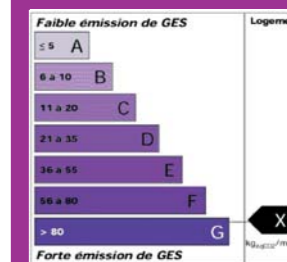 Faible émission de GES
Logeme
≤ 5 A
6 a 10 B
11 a 20 C
21 a 35 D
36 a 55 E
56 a 80 F
> 80 G
X
kgéqCO2/m
Forte émission de GES